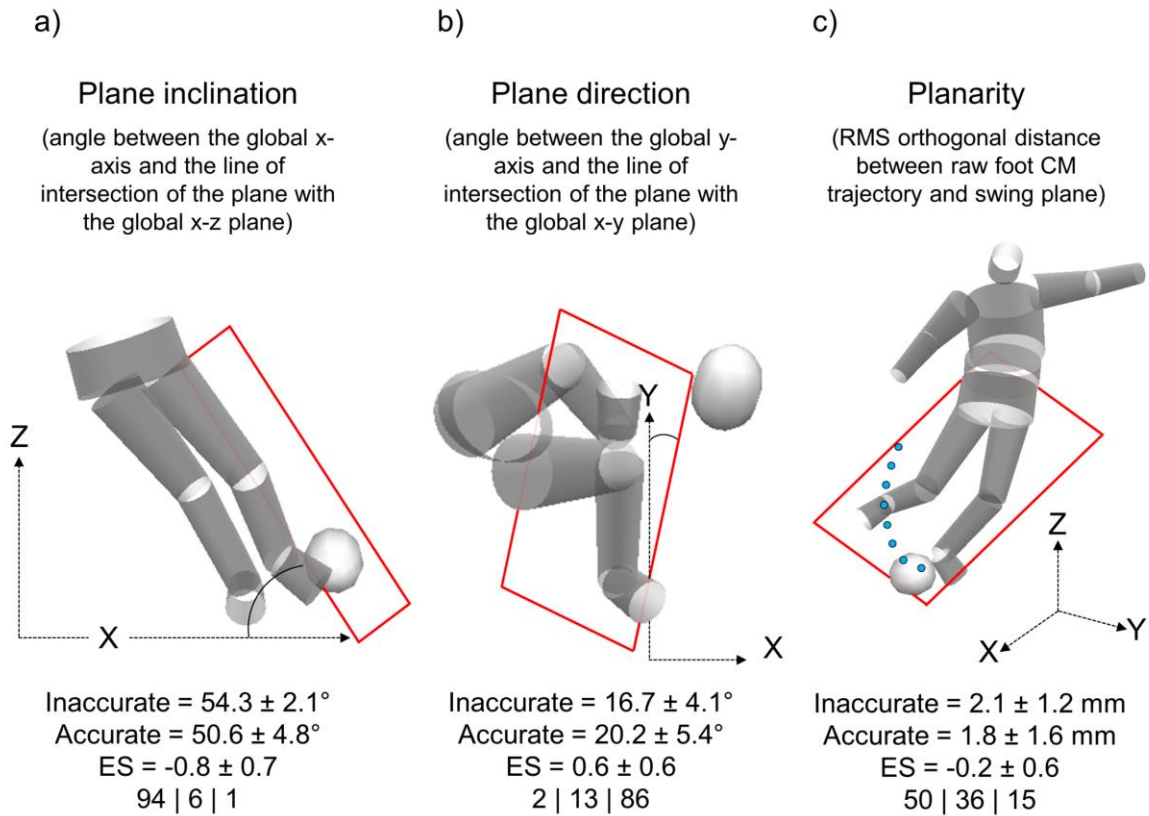 a)
Plane inclination
(angle between the global x-
axis and the line of
intersection of the plane with
the global x-z plane)
Z
X
Inaccurate = 54.3 ± 2.1°
Accurate = 50.6 ± 4.8°
ES = -0.8 ± 0.7
94 | 6 | 1
b)
Plane direction
(angle between the global y-
axis and the line of
intersection of the plane with
the global x-y plane)
Y
X
Inaccurate = 16.7 ± 4.1°
Accurate = 20.2 ± 5.4°
ES = 0.6 ± 0.6
2 | 13 | 86
c)
Planarity
(RMS orthogonal distance
between raw foot CM
trajectory and swing plane)
Z
X
Y
Inaccurate = 2.1 ± 1.2 mm
Accurate = 1.8 ± 1.6 mm
ES = -0.2 ± 0.6
50 | 36 | 15